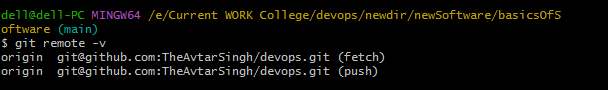 dell@dell-PC MINGW64 /e/Current WORK College/devops/newdir/newSoftware/basicsOfS
oftware (main)
$ git remote -v
origin  git@github.com:TheAvtarSingh/devops.git (fetch)
origin  git@github.com:TheAvtarSingh/devops.git (push)